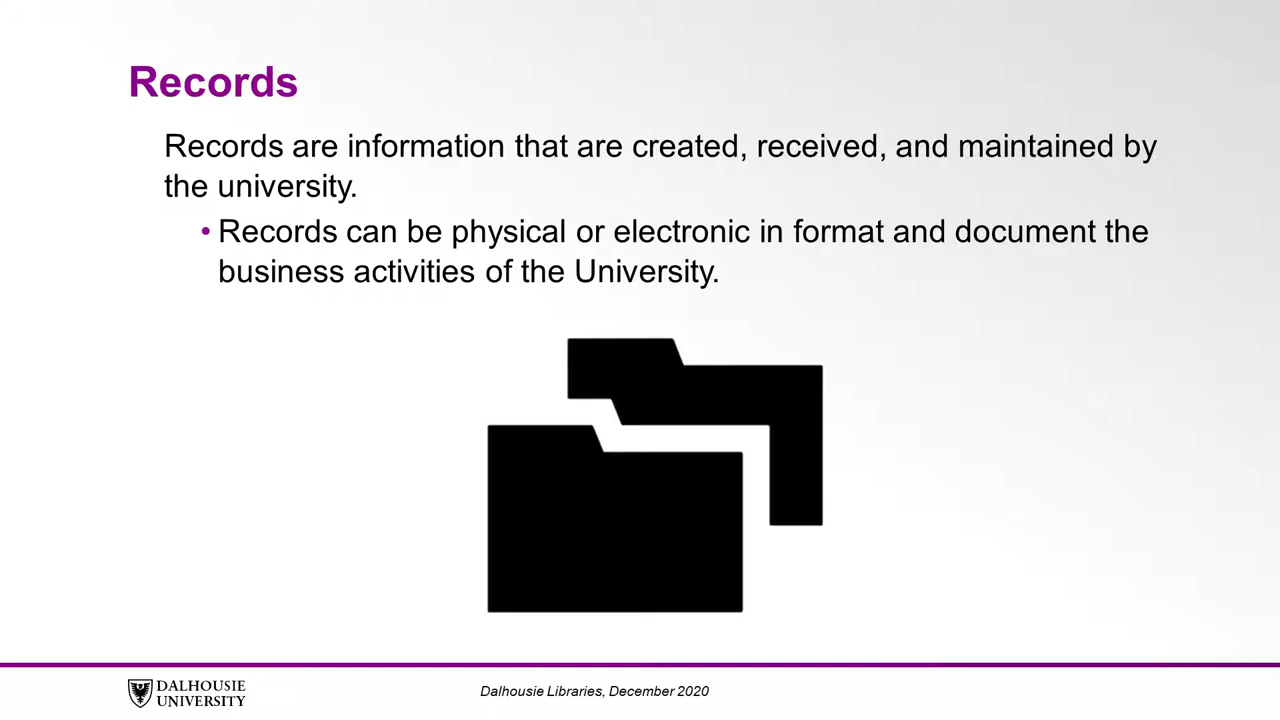 Records
Records are information that are created, received, and maintained by
the university.
• Records can be physical or electronic in format and document the
business activities of the University.
DALHOUSIE
UNIVERSITY
Dalhousie Libraries, December 2020